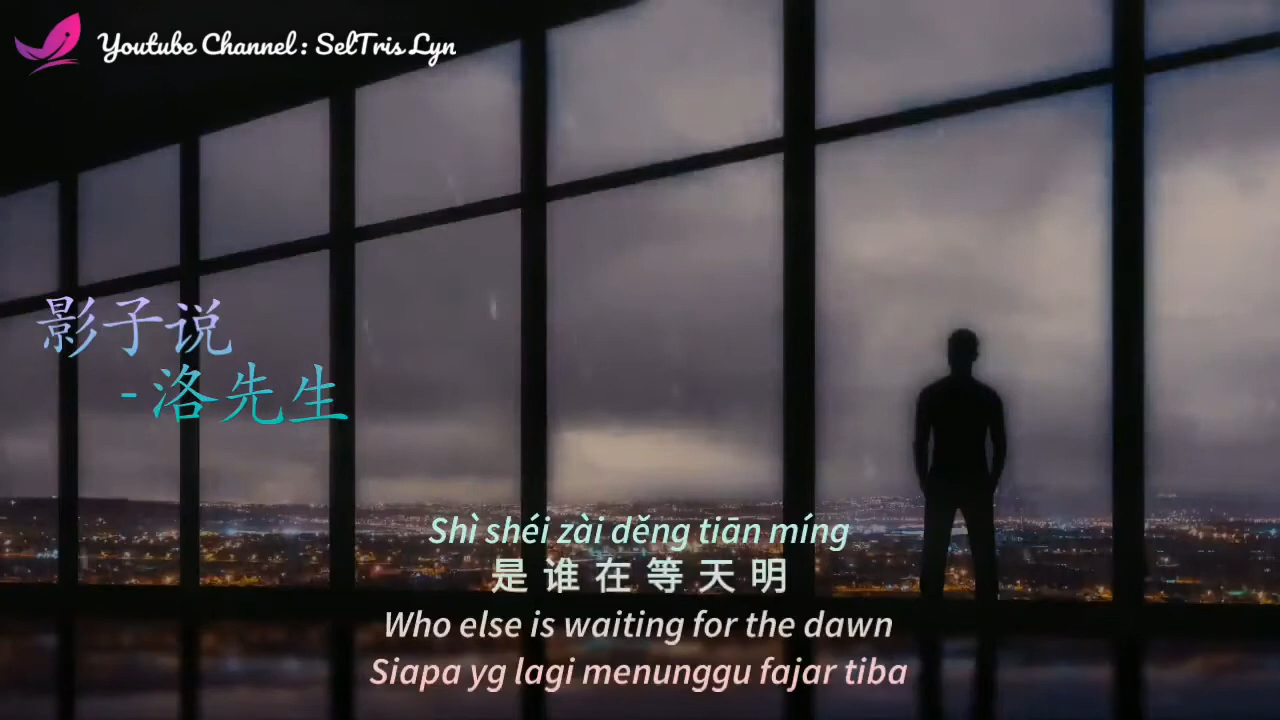 Youtube Channel : SelTris Lyn
影子说
-洛先生
Shì shéi zài děng tiān míng
是谁在等天明
Who else is waiting for the dawn
Siapa yg lagi menunggu fajar tiba